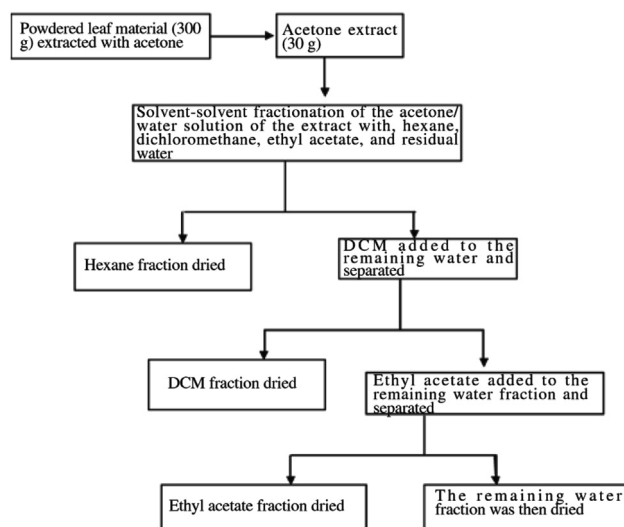 Powdered leaf material (300
g) extracted with acetone
Acetone extract
(30 g)
Solvent-solvent fractionation of the acetone/
water solution of the extract with, hexane,
dichloromethane, ethyl acetate, and residual
water
Hexane fraction dried
DCM added to the
remaining water and
separated
DCM fraction dried
Ethyl acetate added to the
remaining water fraction and
separated
Ethyl acetate fraction dried
The remaining water
fraction was then dried